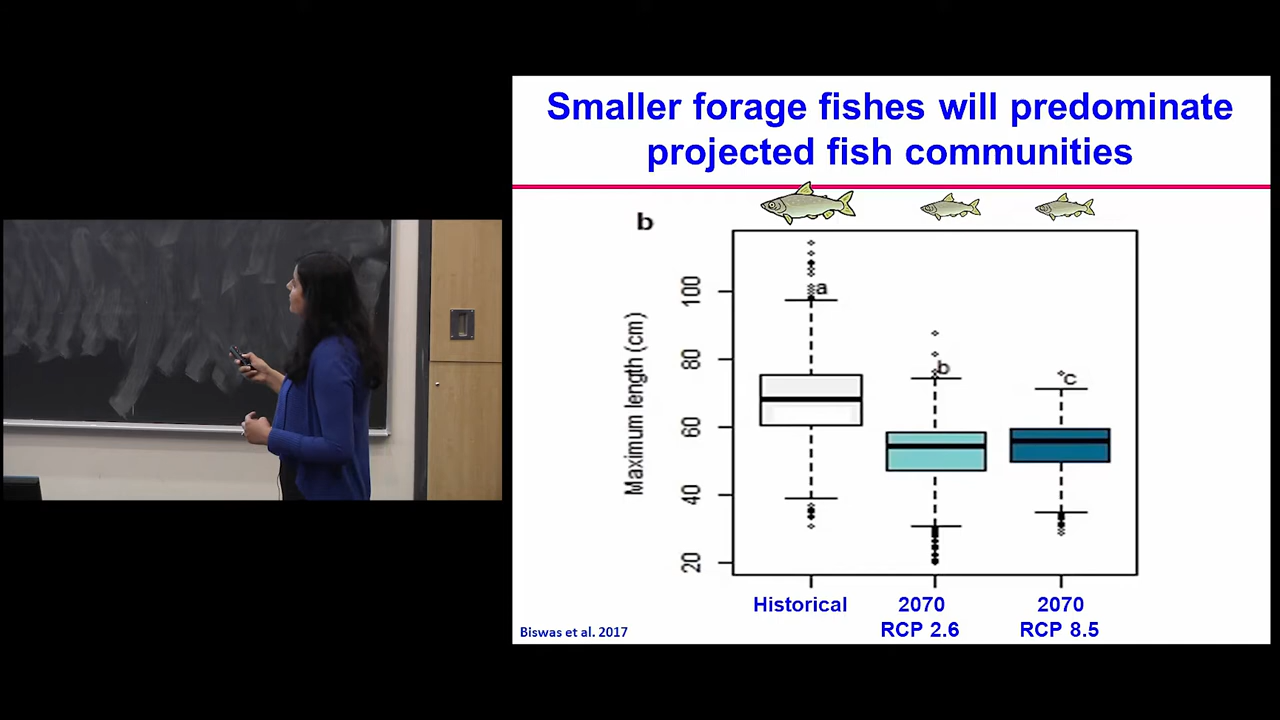 Smaller forage fishes will predominate
projected fish communities
b
Maximum length (cm)
100
80
60
40
20
a
b
c
Historical
2070
RCP 2.6
2070
RCP 8.5
Biswas et al. 2017